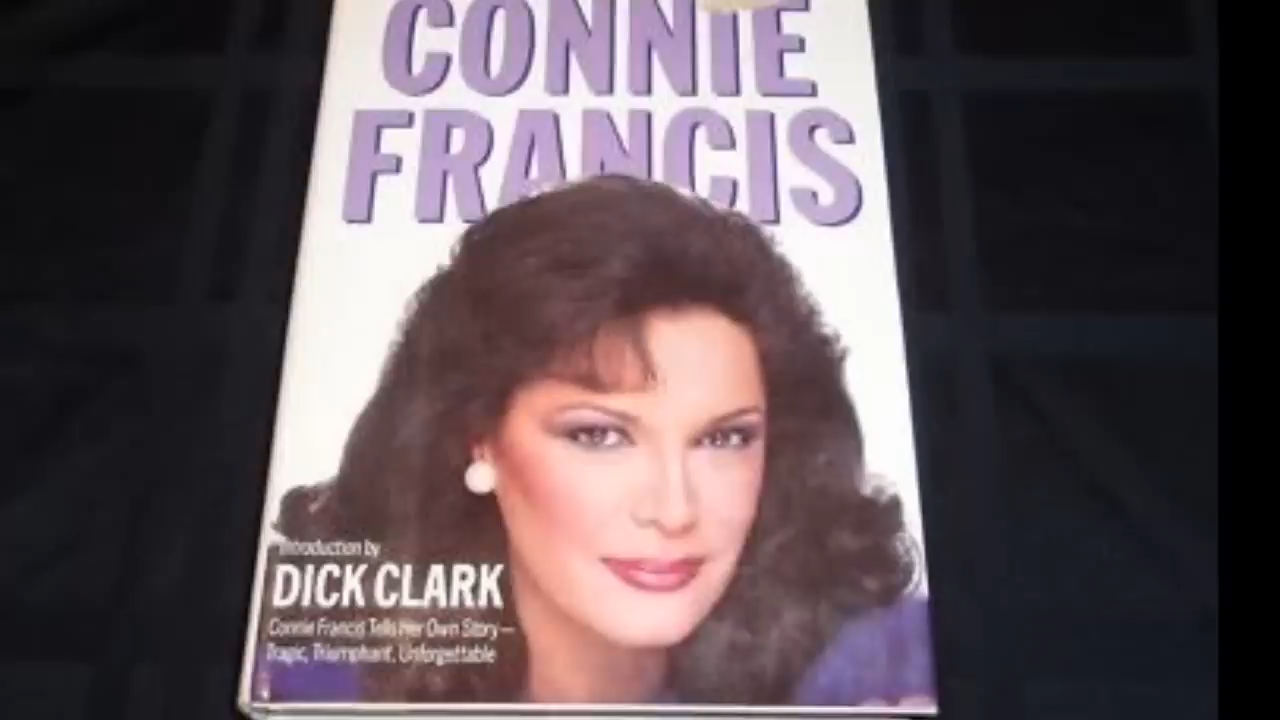 CONNIE
FRANCIS
Introduction by
DICK CLARK
Connie Francis Tells Her Own Story—
Tragic, Triumphant, Unforgettable